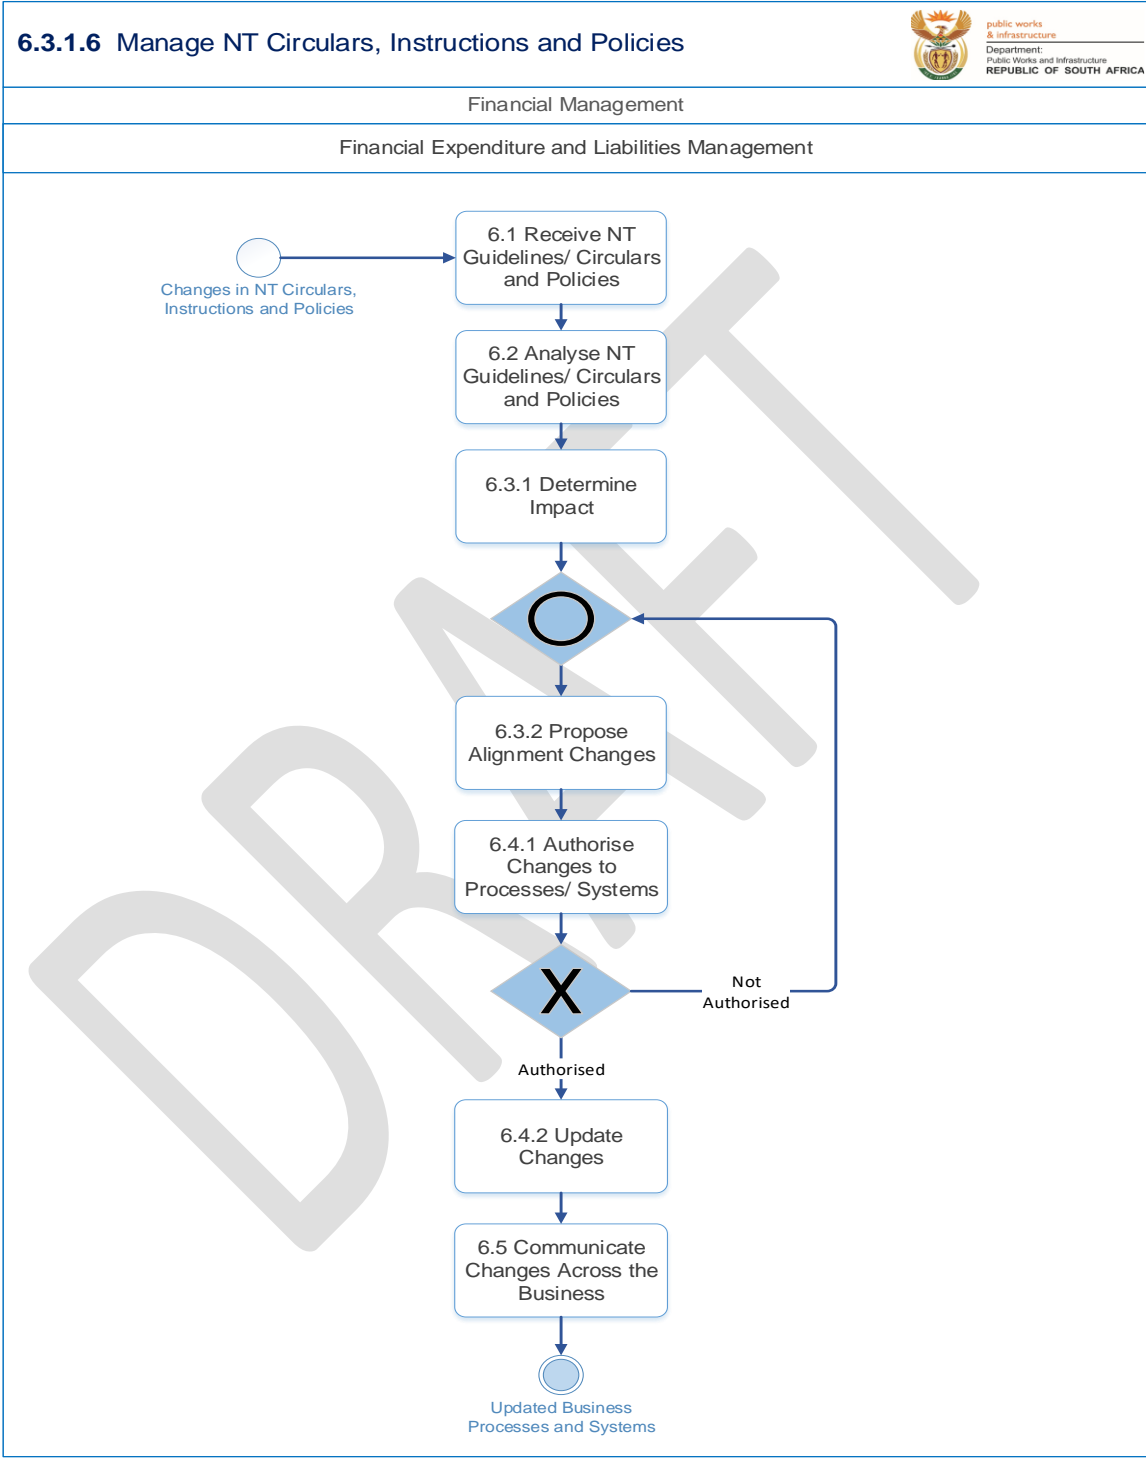 6.3.1.6 Manage NT Circulars, Instructions and Policies
public works
& infrastructure
Department:
Public Works and Infrastructure
REPUBLIC OF SOUTH AFRICA
Financial Management
Financial Expenditure and Liabilities Management
Changes in NT Circulars,
Instructions and Policies
6.1 Receive NT
Guidelines/ Circulars
and Policies
6.2 Analyse NT
Guidelines/ Circulars
and Policies
6.3.1 Determine
Impact
6.3.2 Propose
Alignment Changes
6.4.1 Authorise
Changes to
Processes/ Systems
X
Not
Authorised
Authorised
6.4.2 Update
Changes
6.5 Communicate
Changes Across the
Business
Updated Business
Processes and Systems
DRAFT